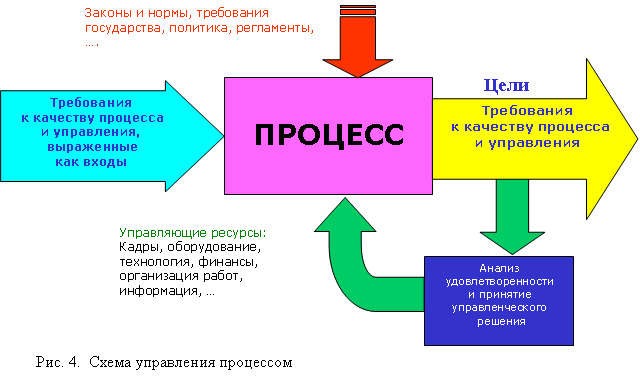 Законы и нормы, требования
государства, политика, регламенты,
….
Требования
к качеству процесса
и управления,
выраженные
как входы
ПРОЦЕСС
Цели
Требования
к качеству процесса
и управления
Управляющие ресурсы:
Кадры, оборудование,
технология, финансы,
организация работ,
информация, …
Анализ
удовлетворенности
и принятие
управленческого
решения
Рис. 4.  Схема управления процессом